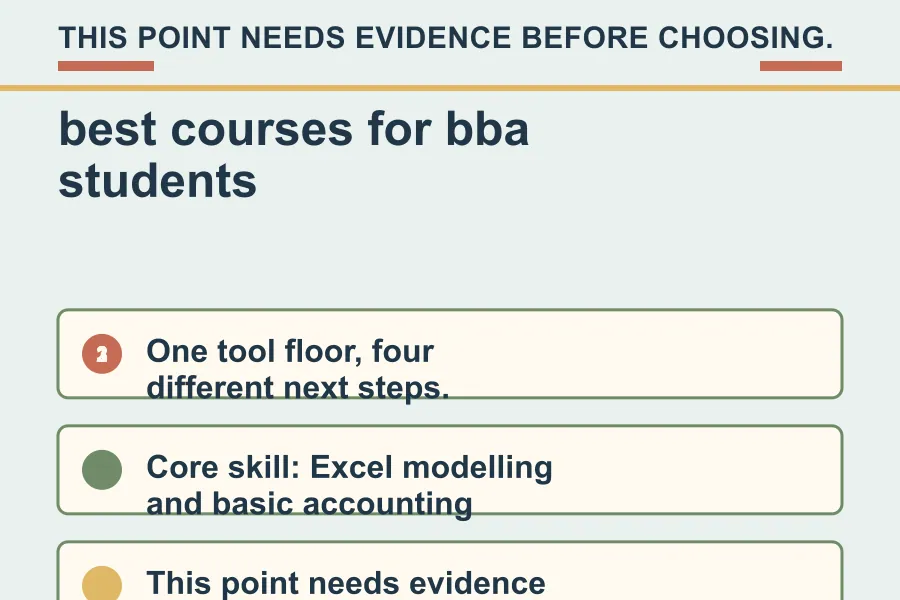 THIS POINT NEEDS EVIDENCE BEFORE CHOOSING.
best courses for bba
students
One tool floor, four
different next steps.
Core skill: Excel modelling
and basic accounting
This point needs evidence